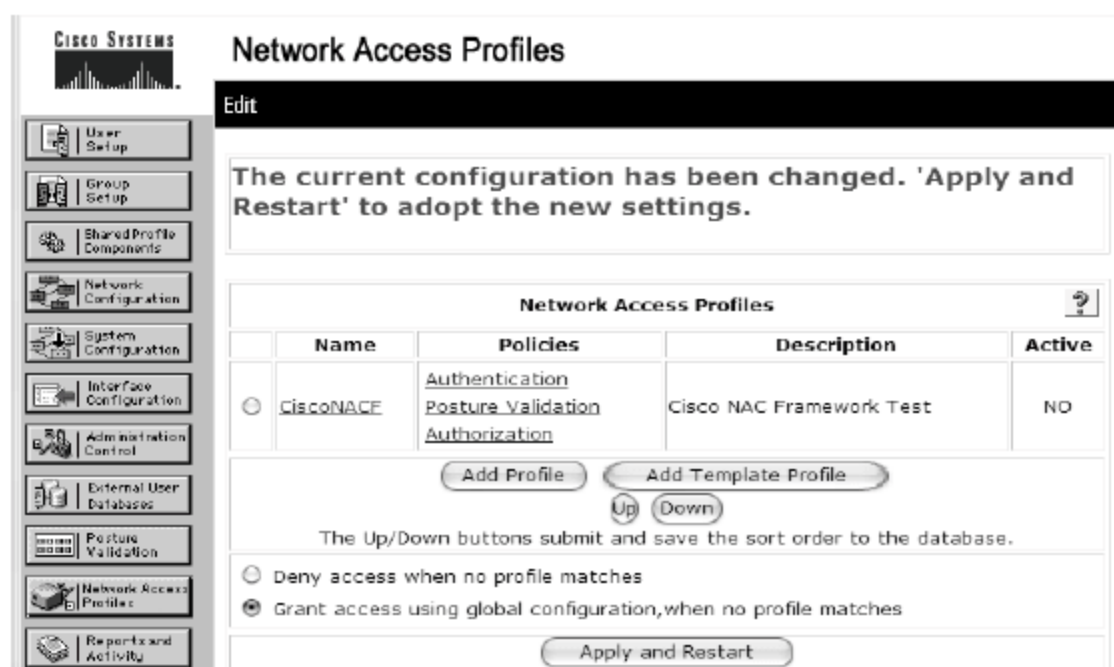 CISCO SYSTEMS
Network Access Profiles
Edit
User
Setup
Group
Setup
Shared Profile
Components
Network
Configuration
System
Configuration
Interface
Configuration
Administration
Control
External User
Databases
Posture
Validation
Network Access
Profiles
Reports and
Activity
The current configuration has been changed. 'Apply and
Restart' to adopt the new settings.
Network Access Profiles
?
Name Policies Description Active
CiscoNACF
Authentication
Posture Validation
Authorization
Cisco NAC Framework Test
NO
Add Profile Add Template Profile
Up Down
The Up/Down buttons submit and save the sort order to the database.
Deny access when no profile matches
Grant access using global configuration,when no profile matches
Apply and Restart